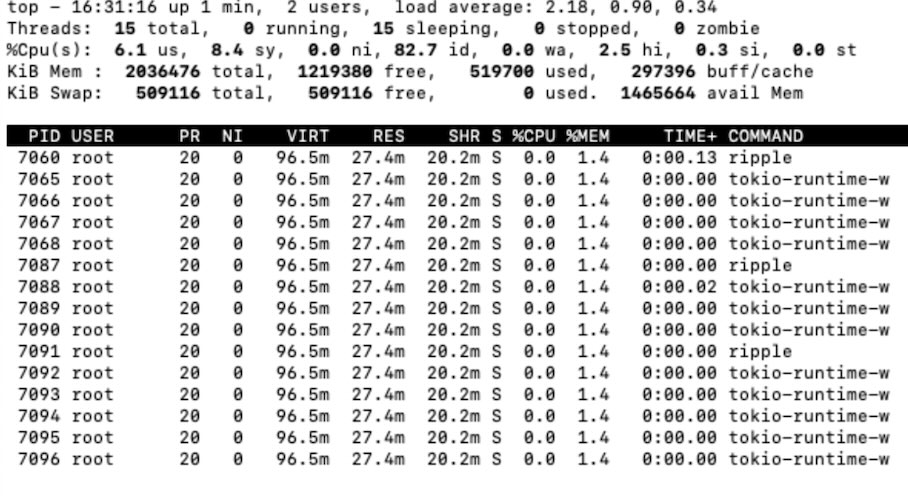 top - 16:31:16 up 1 min,  2 users,  load average: 2.18, 0.90, 0.34
Threads:  15 total,   0 running,  15 sleeping,   0 stopped,   0 zombie
%Cpu(s):  6.1 us,  8.4 sy,  0.0 ni, 82.7 id,  0.0 wa,  2.5 hi,  0.3 si,  0.0 st
KiB Mem :  2036476 total,  1219380 free,   519700 used,   297396 buff/cache
KiB Swap:   509116 total,   509116 free,        0 used.  1465664 avail Mem
PID USER      PR  NI    VIRT    RES    SHR S %CPU %MEM     TIME+ COMMAND
7060 root      20   0   96.5m  27.4m  20.2m S  0.0  1.4   0:00.13 ripple
7065 root      20   0   96.5m  27.4m  20.2m S  0.0  1.4   0:00.00 tokio-runtime-w
7066 root      20   0   96.5m  27.4m  20.2m S  0.0  1.4   0:00.00 tokio-runtime-w
7067 root      20   0   96.5m  27.4m  20.2m S  0.0  1.4   0:00.00 tokio-runtime-w
7068 root      20   0   96.5m  27.4m  20.2m S  0.0  1.4   0:00.00 tokio-runtime-w
7087 root      20   0   96.5m  27.4m  20.2m S  0.0  1.4   0:00.00 ripple
7088 root      20   0   96.5m  27.4m  20.2m S  0.0  1.4   0:00.02 tokio-runtime-w
7089 root      20   0   96.5m  27.4m  20.2m S  0.0  1.4   0:00.00 tokio-runtime-w
7090 root      20   0   96.5m  27.4m  20.2m S  0.0  1.4   0:00.00 tokio-runtime-w
7091 root      20   0   96.5m  27.4m  20.2m S  0.0  1.4   0:00.00 ripple
7092 root      20   0   96.5m  27.4m  20.2m S  0.0  1.4   0:00.00 tokio-runtime-w
7093 root      20   0   96.5m  27.4m  20.2m S  0.0  1.4   0:00.00 tokio-runtime-w
7094 root      20   0   96.5m  27.4m  20.2m S  0.0  1.4   0:00.00 tokio-runtime-w
7095 root      20   0   96.5m  27.4m  20.2m S  0.0  1.4   0:00.00 tokio-runtime-w
7096 root      20   0   96.5m  27.4m  20.2m S  0.0  1.4   0:00.00 tokio-runtime-w